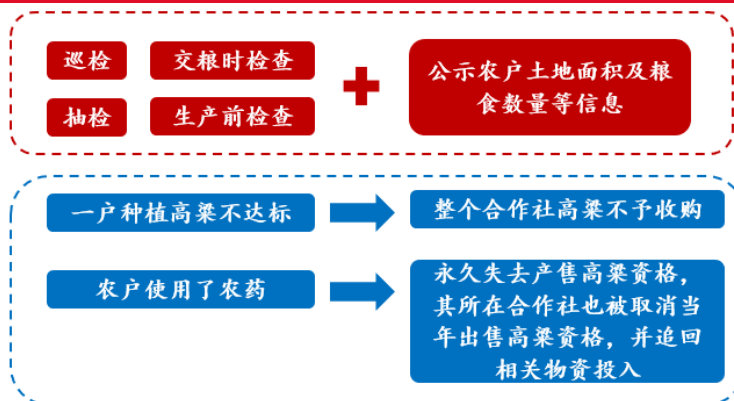 巡检
交粮时检查
抽检
生产前检查
公示农户土地面积及粮
食数量等信息
一户种植高粱不达标
整个合作社高粱不予收购
农户使用了农药
永久失去产售高粱资格，
其所在合作社也被取消当
年出售高粱资格，并追回
相关物资投入